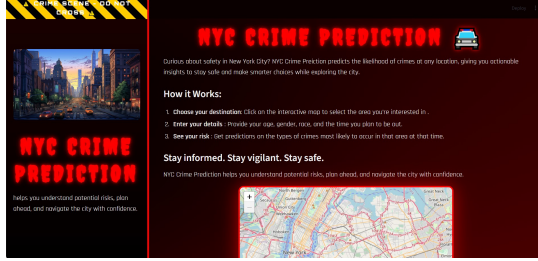 ⚠ CRIME SCENE - DO NOT
CROSS ⚠
NYC CRIME
PREDICTION
helps you understand potential risks, plan
ahead, and navigate the city with confidence.
NYC CRIME PREDICTION
Curious about safety in New York City? NYC Crime Preiction predicts the likelihood of crimes at any location, giving you actionable
insights to stay safe and make smarter choices while exploring the city.
How it Works:
1. Choose your destination: Click on the interactive map to select the area you're interested in .
2. Enter your details : Provide your age, gender, race, and the time you plan to be out.
3. See your risk : Get predictions on the types of crimes most likely to occur in that area at that time.
Stay informed. Stay vigilant. Stay safe.
NYC Crime Prediction helps you understand potential risks, plan ahead, and navigate the city with confidence.
+
Great Neck